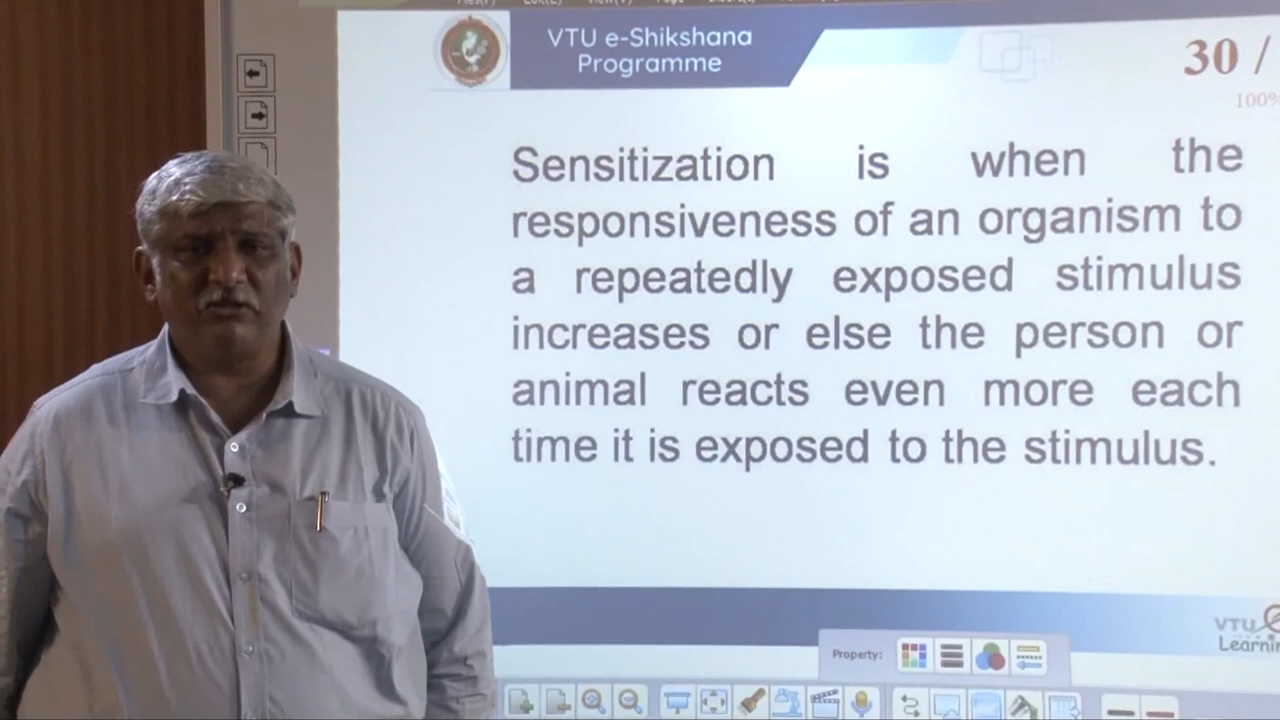 VTU e-Shikshana
Programme
30 /
100%
Sensitization is when the
responsiveness of an organism to
a repeatedly exposed stimulus
increases or else the person or
animal reacts even more each
time it is exposed to the stimulus.
VTU
Property: